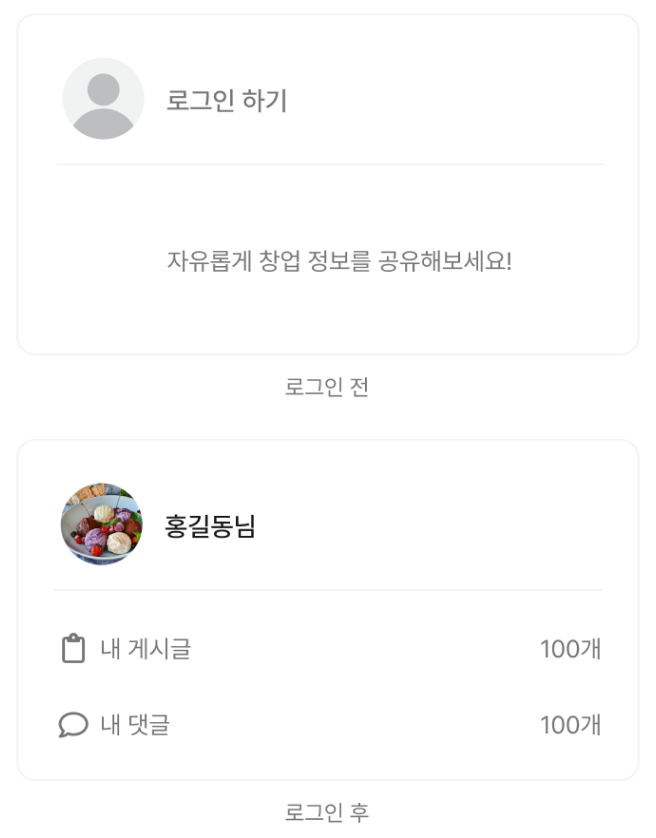 로그인 하기
자유롭게 창업 정보를 공유해보세요!
로그인 전
홍길동님
내 게시글 100개
내 댓글 100개
로그인 후